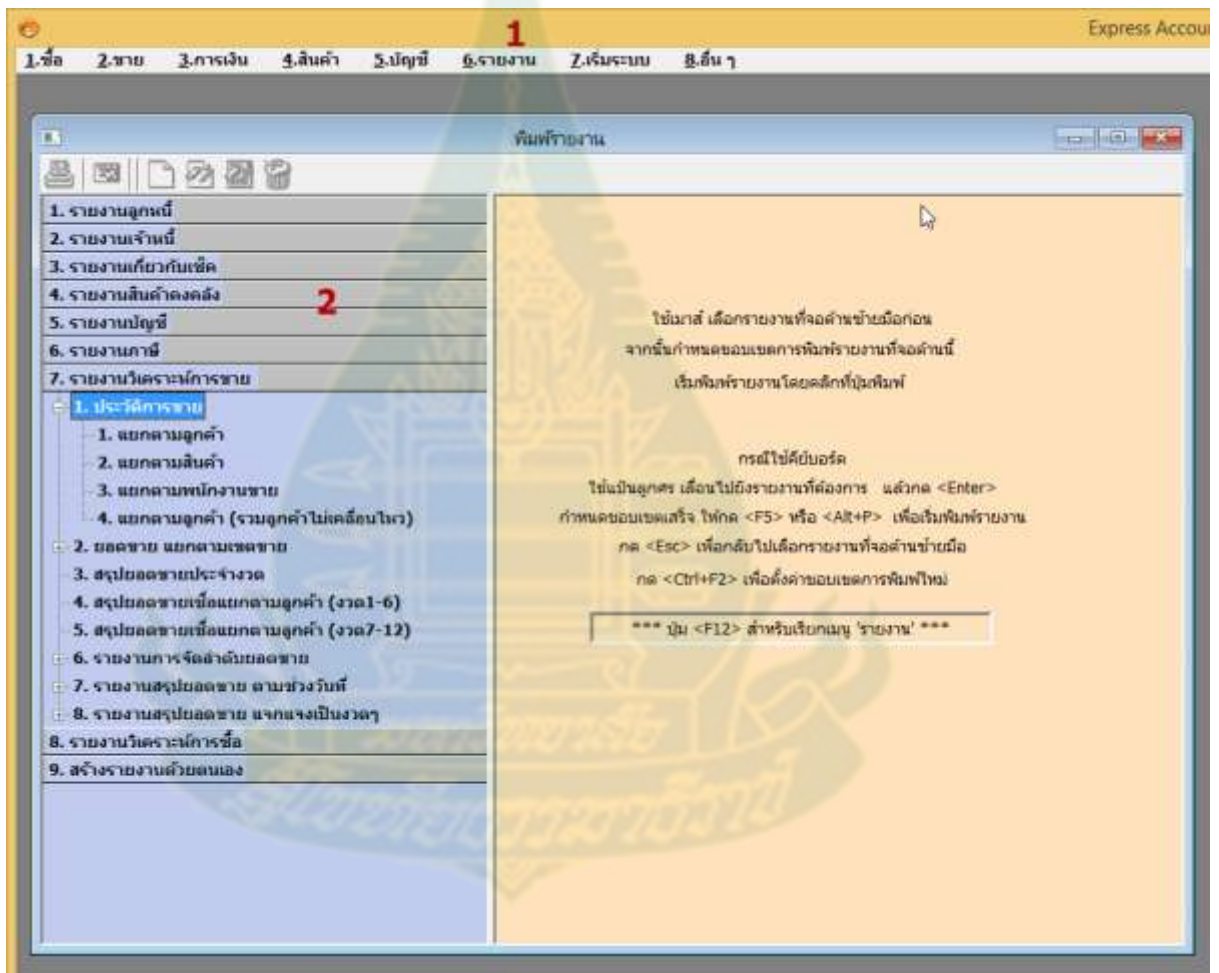 1
Express Accou
1.ซื้อ 2.ขาย 3.การเงิน 4.สินค้า 5.บัญชี 6.รายงาน 7.เริ่มระบบ 8.อื่น ๆ
พิมพ์รายงาน
1. รายงานลูกหนี้
2. รายงานเจ้าหนี้
3. รายงานเกี่ยวกับเช็ค
4. รายงานสินค้าคงคลัง
2
5. รายงานบัญชี
6. รายงานภาษี
7. รายงานวิเคราะห์การขาย
1. ประวัติการขาย
1. แยกตามลูกค้า
2. แยกตามสินค้า
3. แยกตามพนักงานขาย
4. แยกตามลูกค้า (รวมลูกค้าไม่เคลื่อนไหว)
2. ยอดขาย แยกตามเขตขาย
3. สรุปยอดขายประจำงวด
4. สรุปยอดขายเชื่อแยกตามลูกค้า (งวด1-6)
5. สรุปยอดขายเชื่อแยกตามลูกค้า (งวด7-12)
6. รายงานการจัดลำดับยอดขาย
7. รายงานสรุปยอดขาย ตามช่วงวันที่
8. รายงานสรุปยอดขาย แจกแจงเป็นงวดๆ
8. รายงานวิเคราะห์การซื้อ
9. สร้างรายงานด้วยตนเอง
ใช้เมาส์ เลือกรายงานที่จอด้านซ้ายมือก่อน
จากนั้นกำหนดขอบเขตการพิมพ์รายงานที่จอด้านนี้
เริ่มพิมพ์รายงานโดยคลิกที่ปุ่มพิมพ์
กรณีใช้คีย์บอร์ด
ใช้แป้นลูกศร เลื่อนไปยังรายงานที่ต้องการ แล้วกด <Enter>
กำหนดขอบเขตเสร็จ ให้กด <F5> หรือ <Alt+P> เพื่อเริ่มพิมพ์รายงาน
กด <Esc> เพื่อกลับไปเลือกรายงานที่จอด้านซ้ายมือ
กด <Ctrl+F2> เพื่อตั้งค่าขอบเขตการพิมพ์ใหม่
*** ปุ่ม <F12> สำหรับเรียกเมนู 'รายงาน' ***